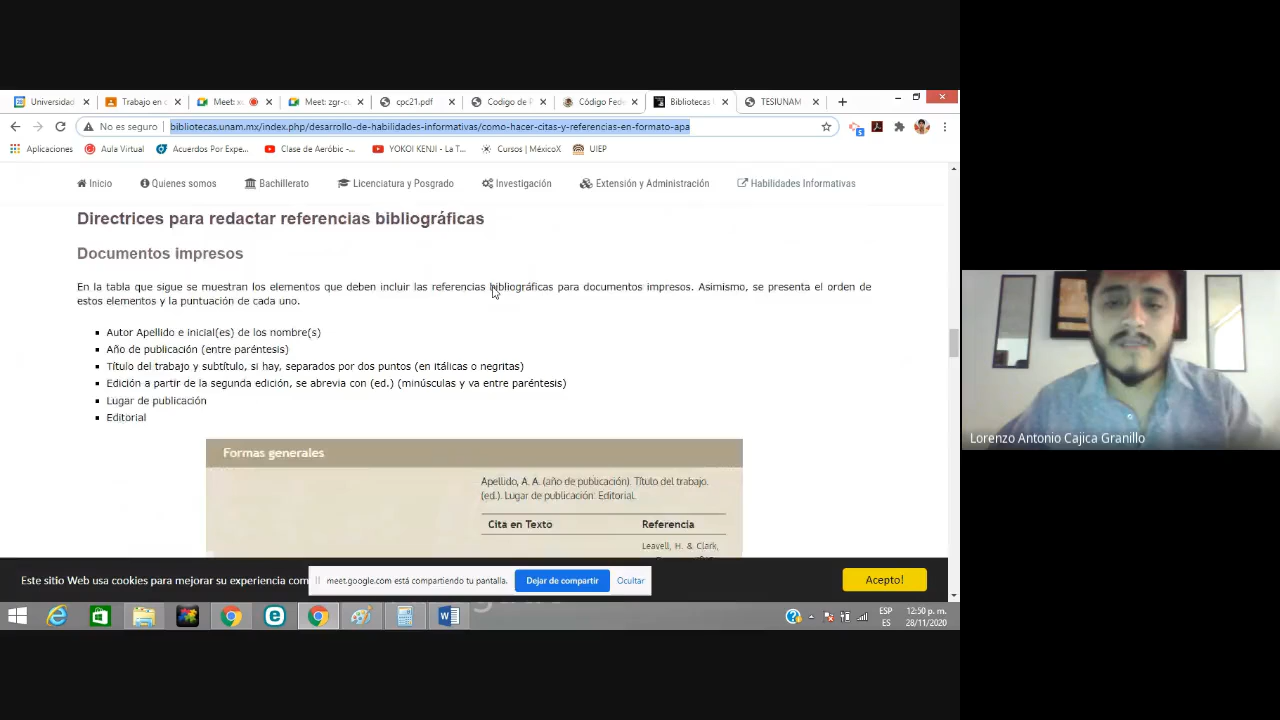 Universidad
Trabajo en c
Meet: x
Meet: zgr-c
cpc21.pdf
Codigo de P
Código Fede
Bibliotecas
TESIUNAM
No es seguro
bibliotecas.unam.mx/index.php/desarrollo-de-habilidades-informativas/como-hacer-citas-y-referencias-en-formato-apa
5
Aplicaciones
Aula Virtual
Acuerdos Por Expe...
Clase de Aeróbic -...
YOKOI KENJI - La T...
Cursos | MéxicoX
UIEP
Inicio
Quienes somos
Bachillerato
Licenciatura y Posgrado
Investigación
Extensión y Administración
Habilidades Informativas
Directrices para redactar referencias bibliográficas
Documentos impresos
En la tabla que sigue se muestran los elementos que deben incluir las referencias bibliográficas para documentos impresos. Asimismo, se presenta el orden de
estos elementos y la puntuación de cada uno.
Autor Apellido e inicial(es) de los nombre(s)
Año de publicación (entre paréntesis)
Título del trabajo y subtítulo, si hay, separados por dos puntos (en itálicas o negritas)
Edición a partir de la segunda edición, se abrevia con (ed.) (minúsculas y va entre paréntesis)
Lugar de publicación
Editorial
Formas generales
Apellido, A. A. (año de publicación). Título del trabajo.
(ed.). Lugar de publicación: Editorial.
Cita en Texto
Referencia
Leavell, H. & Clark,
Este sitio Web usa cookies para mejorar su experiencia com
meet.google.com está compartiendo tu pantalla.
Dejar de compartir
Ocultar
Acepto!
ESP
ES
12:50 p. m.
28/11/2020
Lorenzo Antonio Cajica Granillo